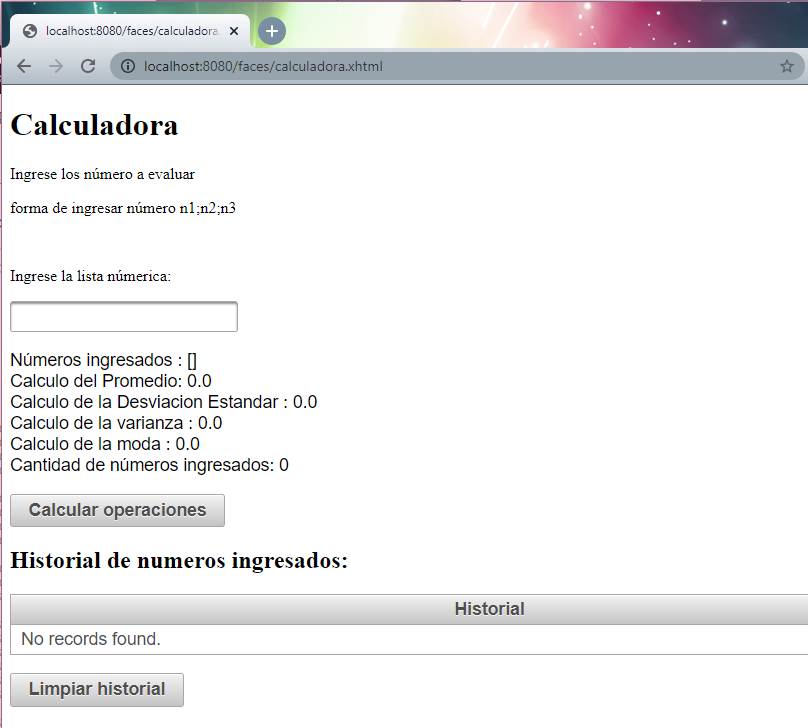 localhost:8080/faces/calculadora.
localhost:8080/faces/calculadora.xhtml
Calculadora
Ingrese los número a evaluar
forma de ingresar número n1;n2;n3
Ingrese la lista númerica:
Números ingresados : []
Calculo del Promedio: 0.0
Calculo de la Desviacion Estandar : 0.0
Calculo de la varianza : 0.0
Calculo de la moda : 0.0
Cantidad de números ingresados: 0
Calcular operaciones
Historial de numeros ingresados:
Historial
No records found.
Limpiar historial